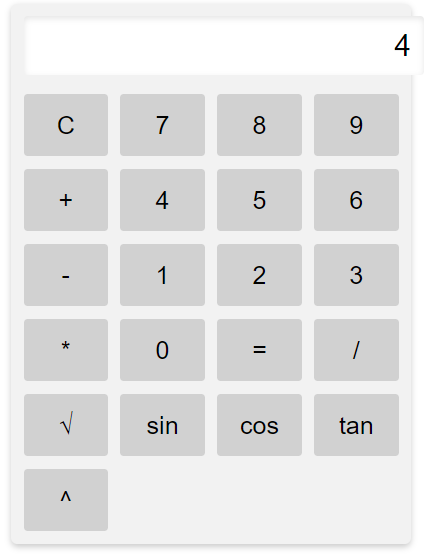 4
C 7 8 9
+ 4 5 6
- 1 2 3
* 0 = /
√ sin cos tan
^